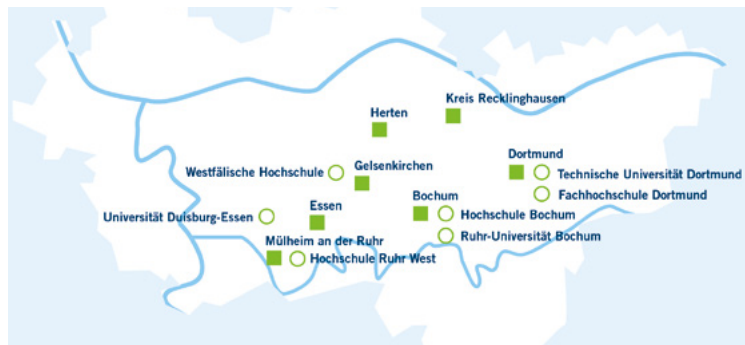 Kreis Recklinghausen
Herten
Dortmund
Gelsenkirchen
Westfälische Hochschule
Technische Universität Dortmund
Fachhochschule Dortmund
Bochum
Essen
Universität Duisburg-Essen
Hochschule Bochum
Ruhr-Universität Bochum
Mülheim an der Ruhr
Hochschule Ruhr West